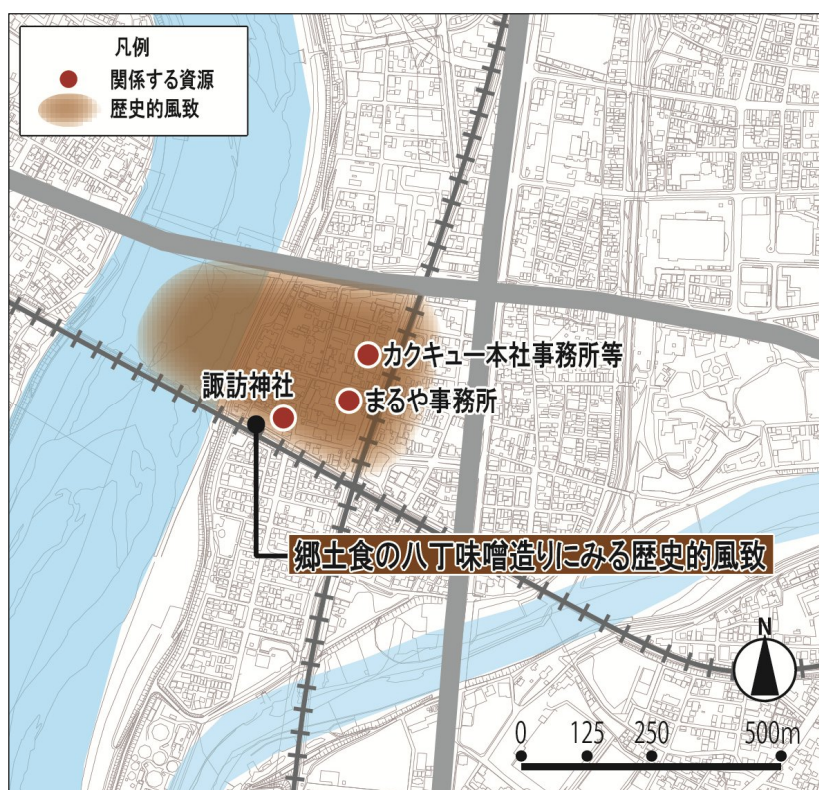 凡例
関係する資源
歴史的風致
カクキュー本社事務所等
まるや事務所
諏訪神社
郷土食の八丁味噌造りにみる歴史的風致
N
0 125 250 500m